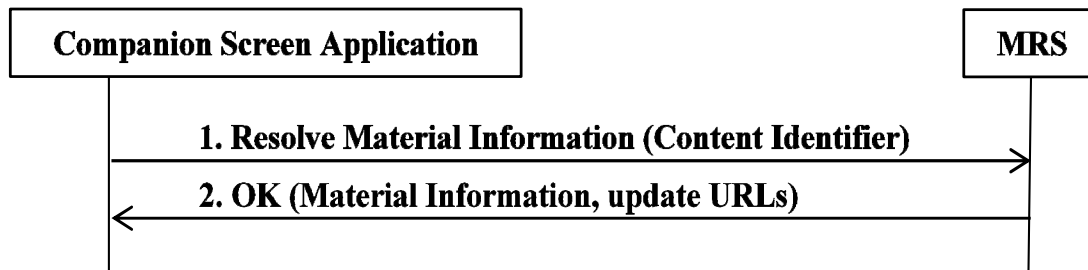 Companion Screen Application
MRS
1. Resolve Material Information (Content Identifier)
2. OK (Material Information, update URLs)